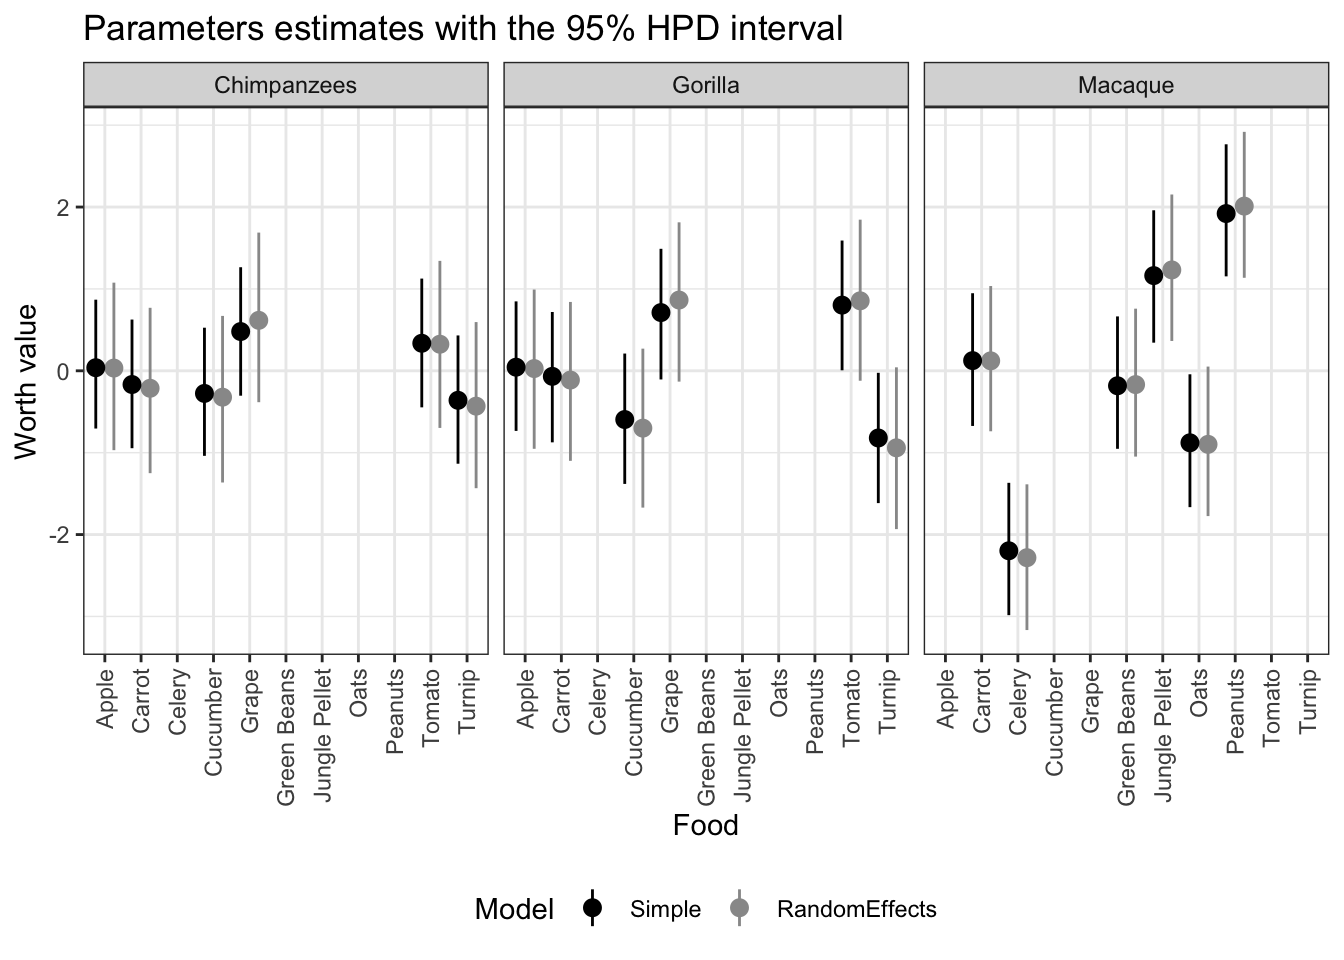 Parameters estimates with the 95% HPD interval
Chimpanzees
Gorilla
Macaque
Worth value
2
0
-2
Apple
Carrot
Celery
Cucumber
Grape
Green Beans
Jungle Pellet
Oats
Peanuts
Tomato
Turnip
Apple
Carrot
Celery
Cucumber
Grape
Green Beans
Jungle Pellet
Oats
Peanuts
Tomato
Turnip
Apple
Carrot
Celery
Cucumber
Grape
Green Beans
Jungle Pellet
Oats
Peanuts
Tomato
Turnip
Food
Model Simple RandomEffects